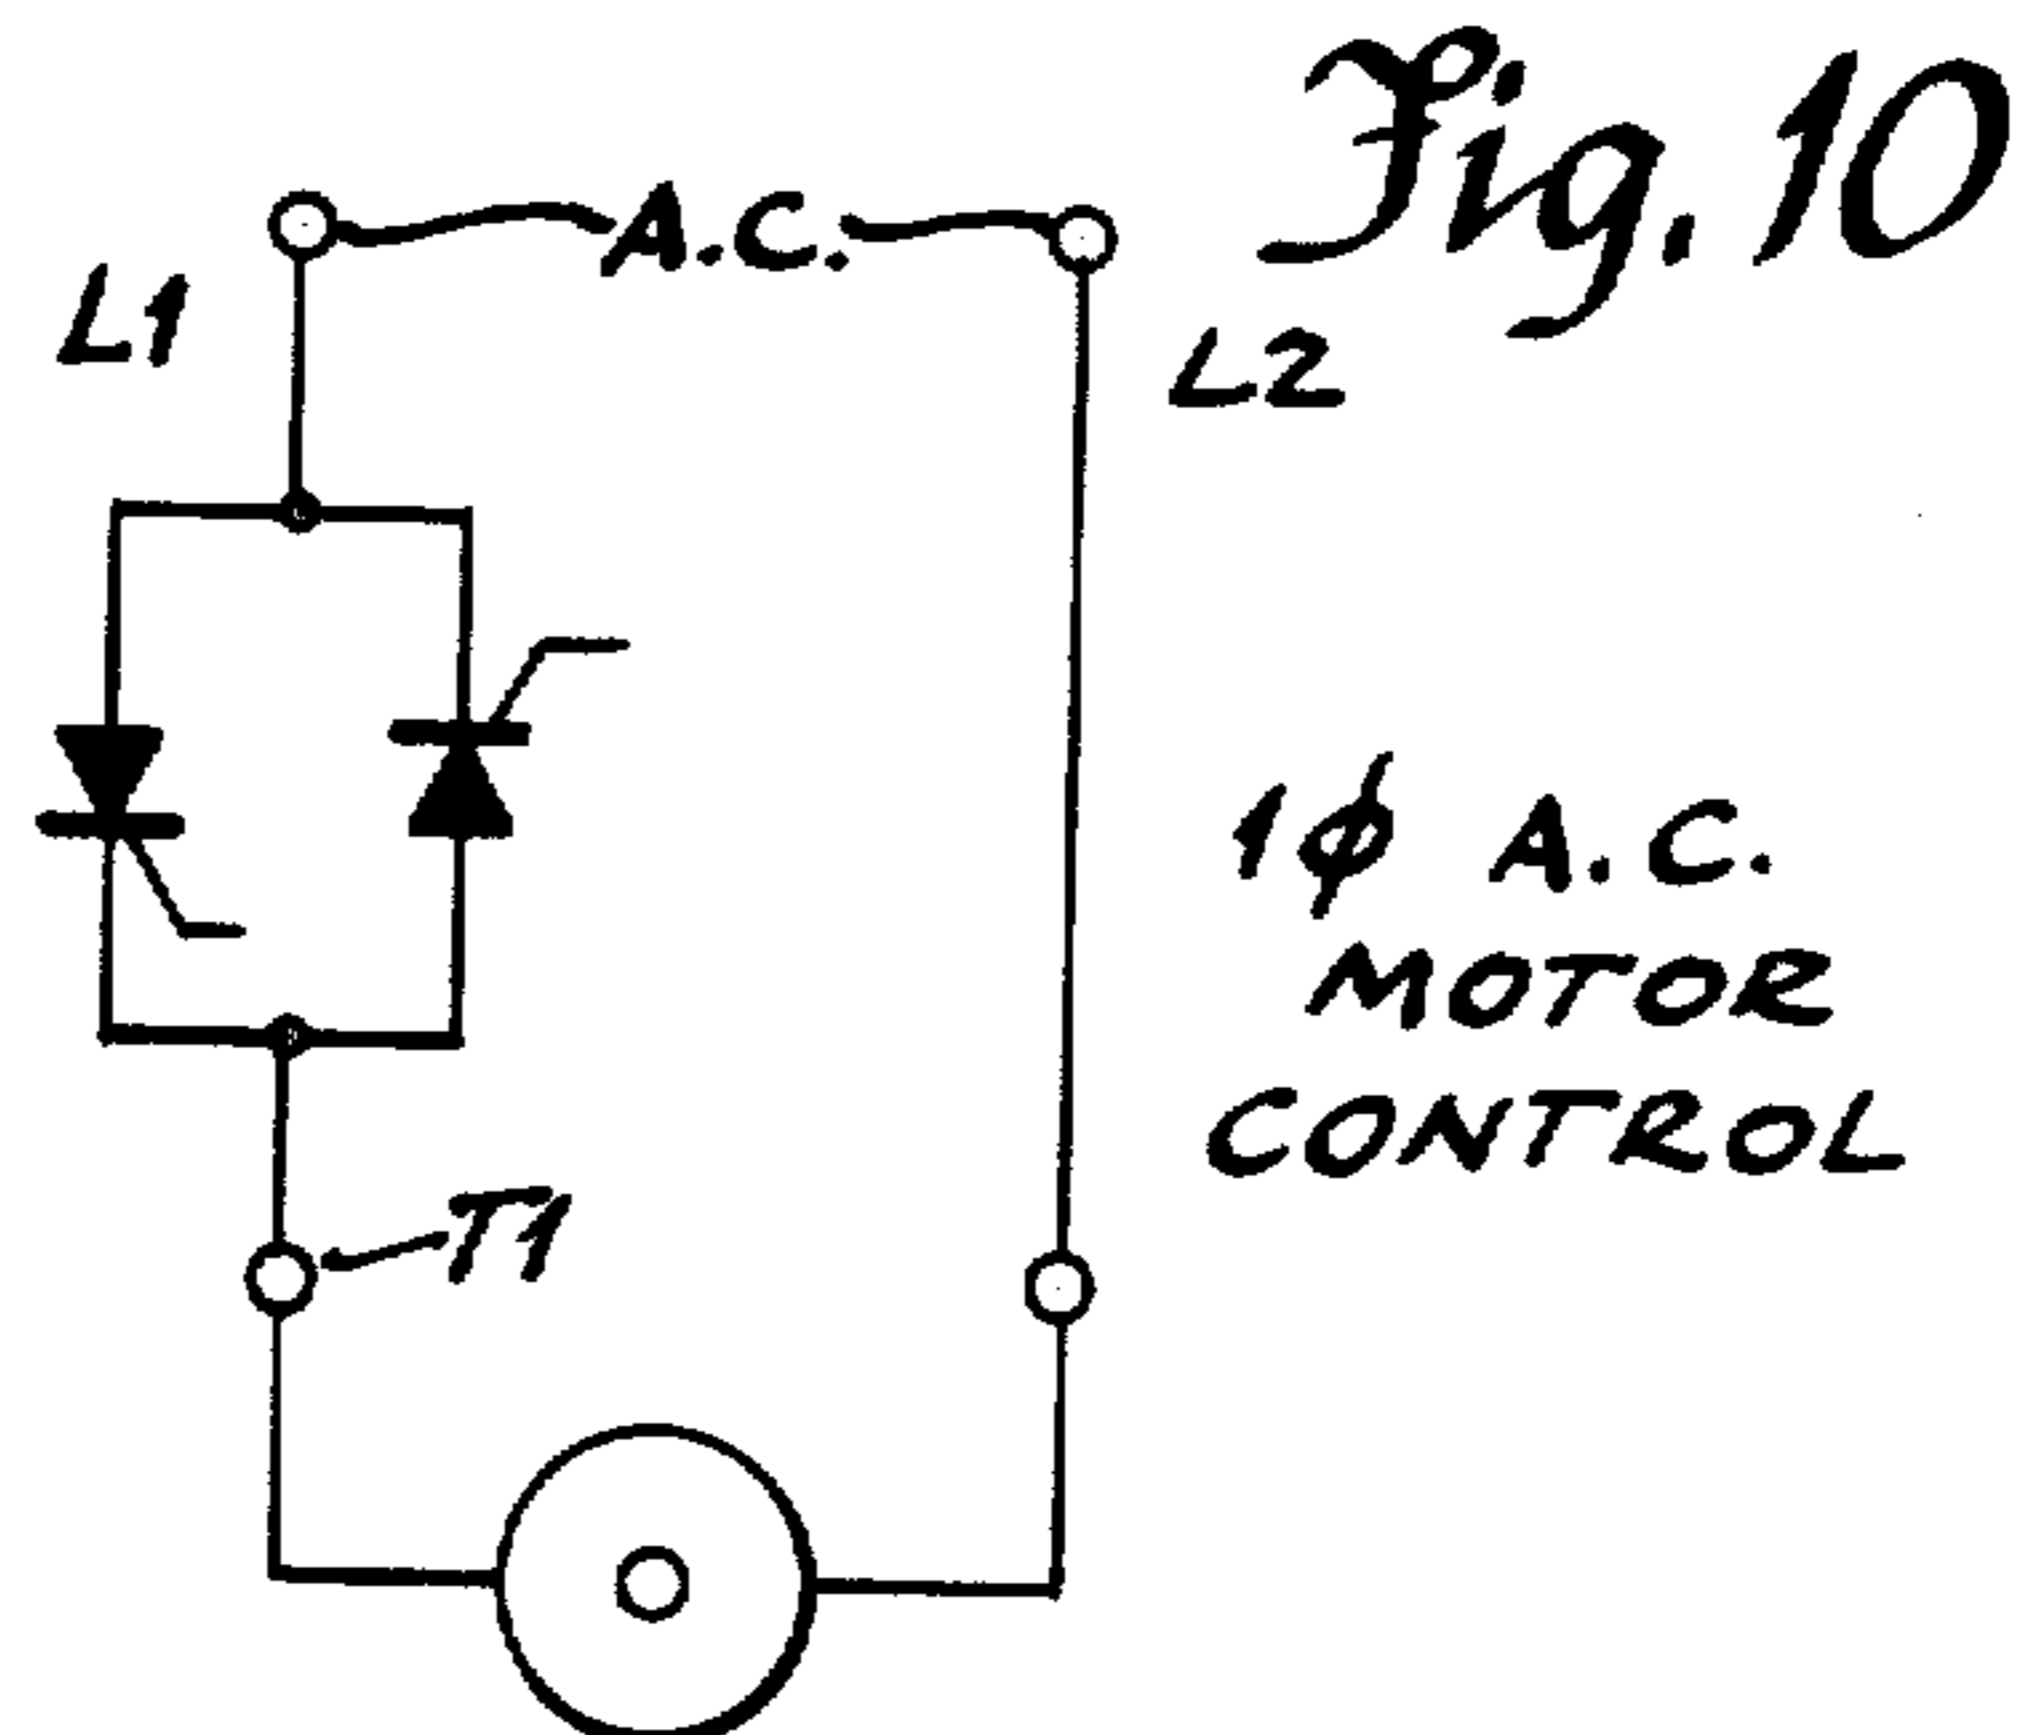 Fig. 10
A.C.
L1
L2
1ϕ A.C.
MOTOR
CONTROL
T1